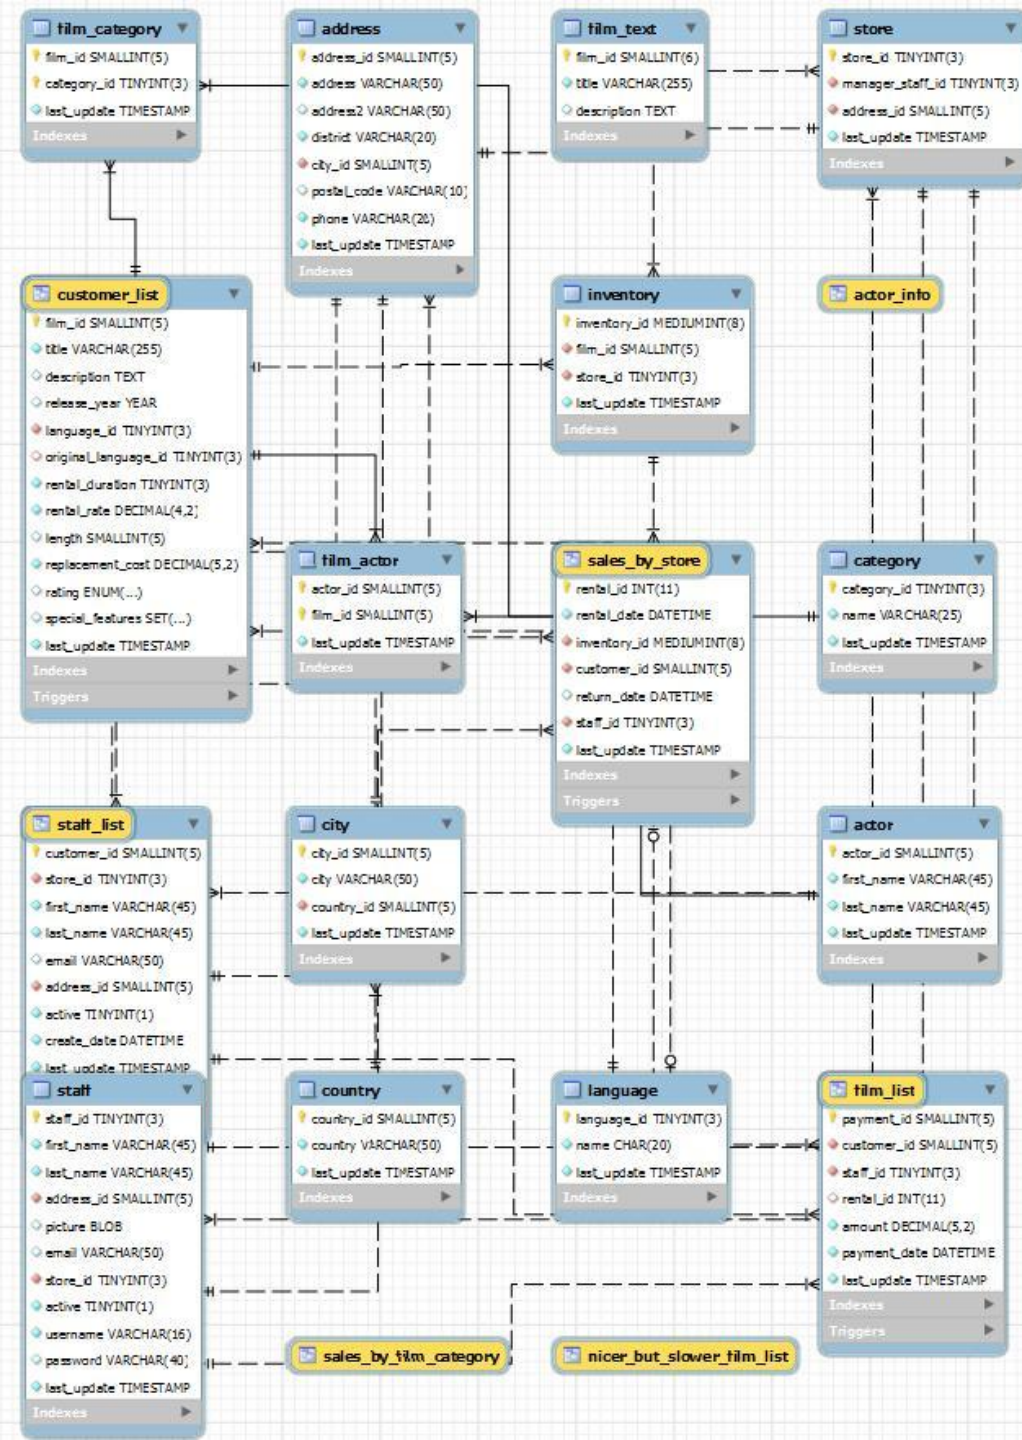 film_category
film_id SMALLINT(5)
category_id TINYINT(3)
last_update TIMESTAMP
Indexes
address
address_id SMALLINT(5)
address VARCHAR(50)
address2 VARCHAR(50)
district VARCHAR(20)
city_id SMALLINT(5)
postal_code VARCHAR(10)
phone VARCHAR(20)
last_update TIMESTAMP
Indexes
film_text
film_id SMALLINT(6)
title VARCHAR(255)
description TEXT
Indexes
store
store_id TINYINT(3)
manager_staff_id TINYINT(3)
address_id SMALLINT(5)
last_update TIMESTAMP
Indexes
customer_list
film_id SMALLINT(5)
title VARCHAR(255)
description TEXT
release_year YEAR
language_id TINYINT(3)
original_language_id TINYINT(3)
rental_duration TINYINT(3)
rental_rate DECIMAL(4,2)
length SMALLINT(5)
replacement_cost DECIMAL(5,2)
rating ENUM(...)
special_features SET(...)
last_update TIMESTAMP
Indexes
Triggers
inventory
inventory_id MEDIUMINT(8)
film_id SMALLINT(5)
store_id TINYINT(3)
last_update TIMESTAMP
Indexes
actor_info
film_actor
actor_id SMALLINT(5)
film_id SMALLINT(5)
last_update TIMESTAMP
Indexes
sales_by_store
rental_id INT(11)
rental_date DATETIME
inventory_id MEDIUMINT(8)
customer_id SMALLINT(5)
return_date DATETIME
staff_id TINYINT(3)
last_update TIMESTAMP
Indexes
Triggers
category
category_id TINYINT(3)
name VARCHAR(25)
last_update TIMESTAMP
Indexes
staff_list
customer_id SMALLINT(5)
store_id TINYINT(3)
first_name VARCHAR(45)
last_name VARCHAR(45)
email VARCHAR(50)
address_id SMALLINT(5)
active TINYINT(1)
create_date DATETIME
last_update TIMESTAMP
city
city_id SMALLINT(5)
city VARCHAR(50)
country_id SMALLINT(5)
last_update TIMESTAMP
Indexes
actor
actor_id SMALLINT(5)
first_name VARCHAR(45)
last_name VARCHAR(45)
last_update TIMESTAMP
Indexes
staff
staff_id TINYINT(3)
first_name VARCHAR(45)
last_name VARCHAR(45)
address_id SMALLINT(5)
picture BLOB
email VARCHAR(50)
store_id TINYINT(3)
active TINYINT(1)
username VARCHAR(16)
password VARCHAR(40)
last_update TIMESTAMP
Indexes
country
country_id SMALLINT(5)
country VARCHAR(50)
last_update TIMESTAMP
Indexes
language
language_id TINYINT(3)
name CHAR(20)
last_update TIMESTAMP
Indexes
film_list
payment_id SMALLINT(5)
customer_id SMALLINT(5)
staff_id TINYINT(3)
rental_id INT(11)
amount DECIMAL(5,2)
payment_date DATETIME
last_update TIMESTAMP
Indexes
Triggers
sales_by_film_category
nicer_but_slower_film_list